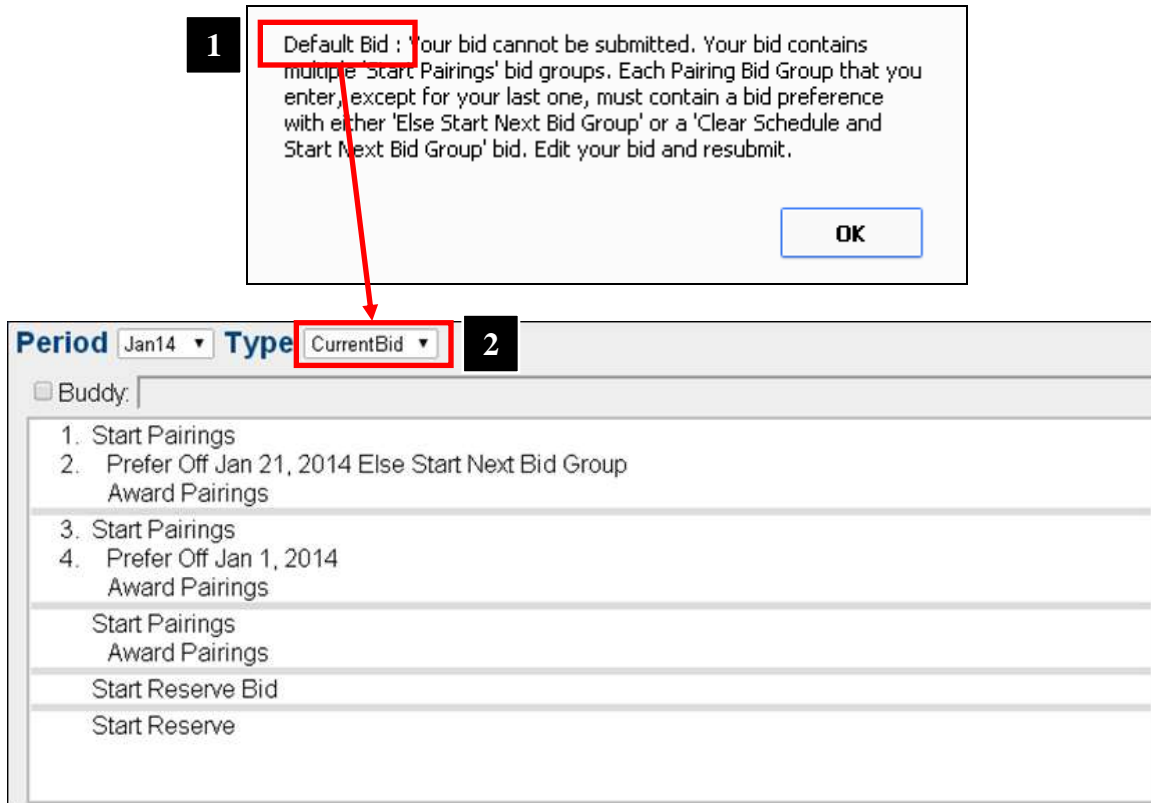 1
Default Bid : Your bid cannot be submitted. Your bid contains
multiple 'Start Pairings' bid groups. Each Pairing Bid Group that you
enter, except for your last one, must contain a bid preference
with either 'Else Start Next Bid Group' or a 'Clear Schedule and
Start Next Bid Group' bid. Edit your bid and resubmit.
OK
Period Jan14 Type CurrentBid 2
Buddy:
1. Start Pairings
2. Prefer Off Jan 21, 2014 Else Start Next Bid Group
Award Pairings
3. Start Pairings
4. Prefer Off Jan 1, 2014
Award Pairings
Start Pairings
Award Pairings
Start Reserve Bid
Start Reserve